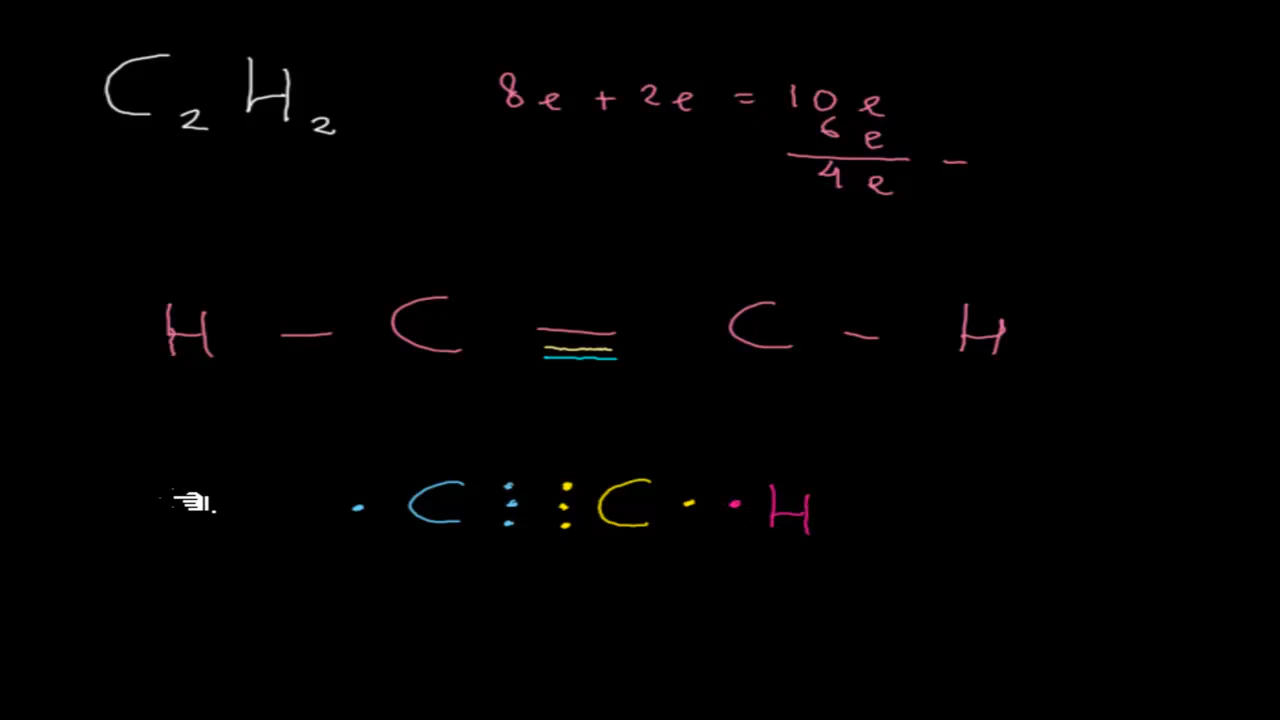 C₂H₂
8e + 2e = 10e
6e
4e −
H − C ≡ C − H
· C ⋮ ⋮ C · · H